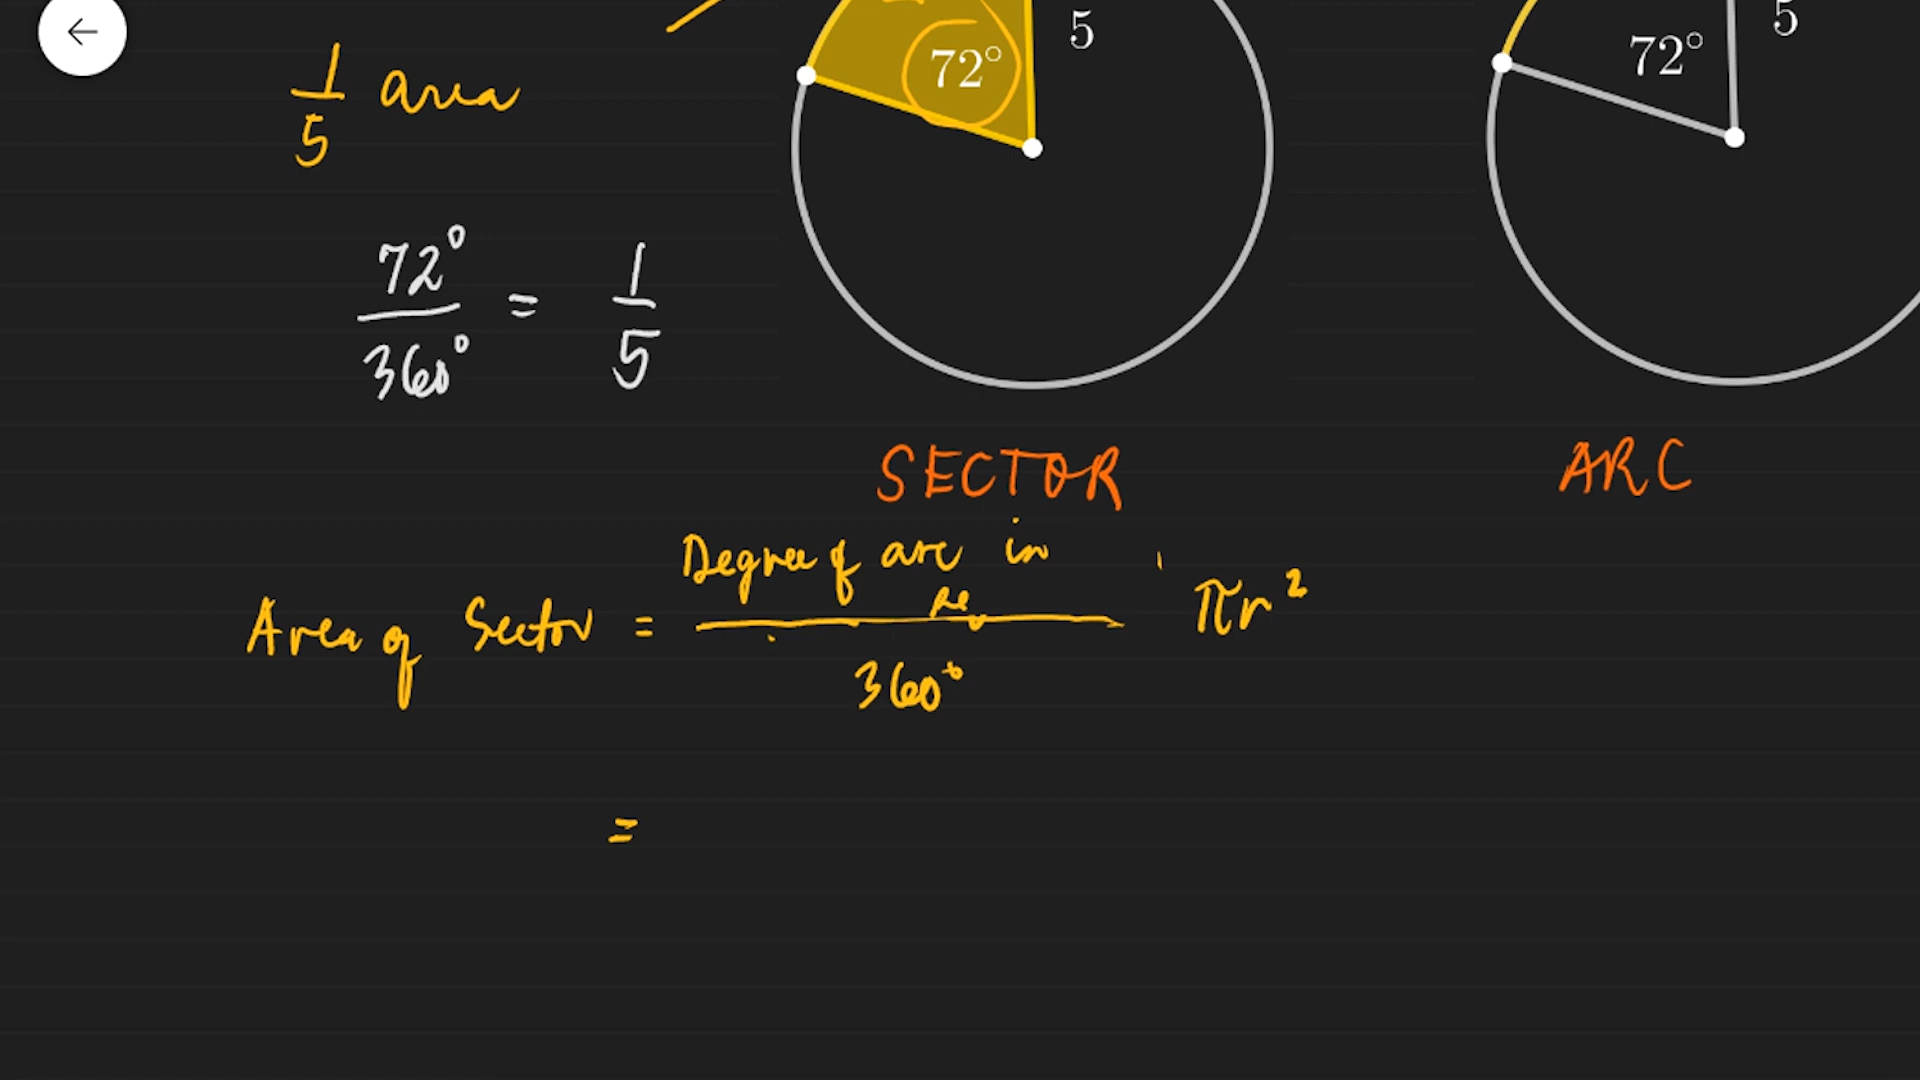 1/5 area
72° 5
72° 5
72°/360° = 1/5
SECTOR
ARC
Area of Sector = Degree of arc in /360° πr²
=